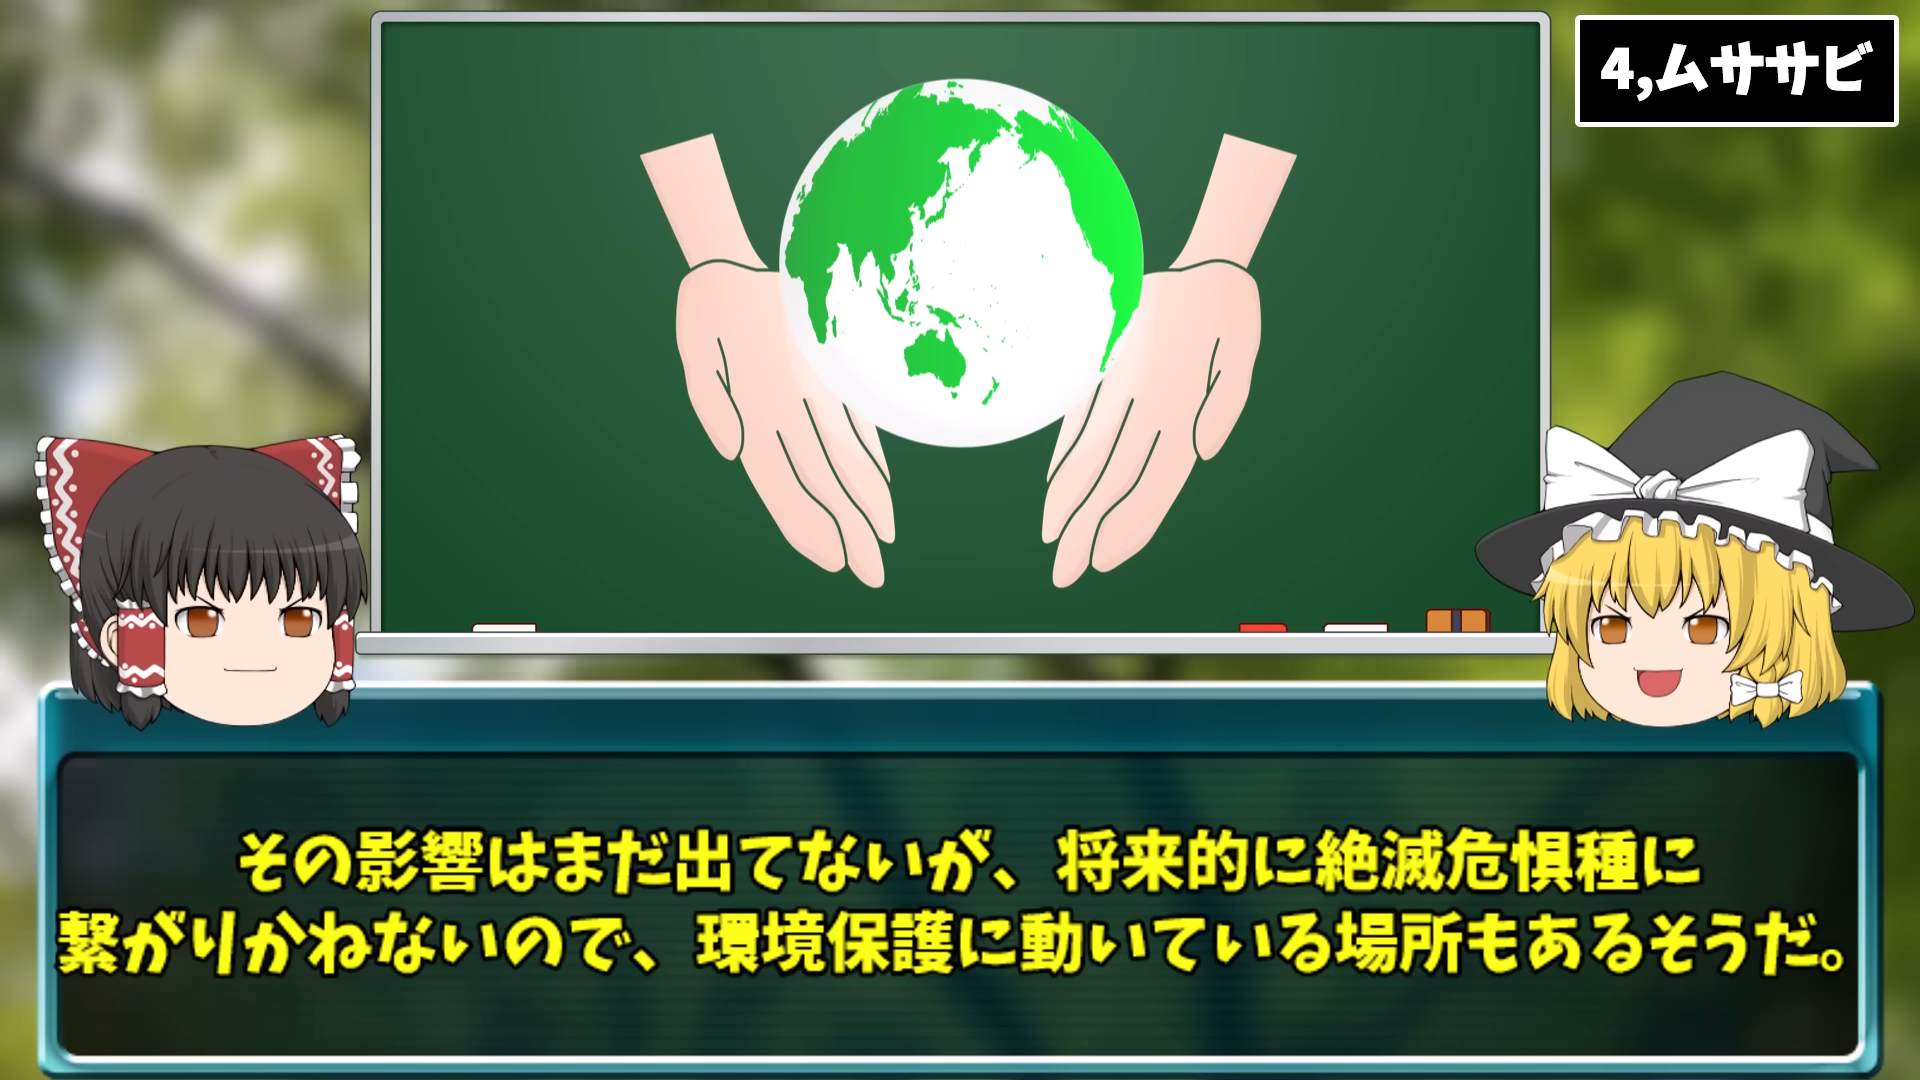 4,ムササビ
その影響はまだ出てないが、将来的に絶滅危惧種に
繋がりかねないので、環境保護に動いている場所もあるそうだ。